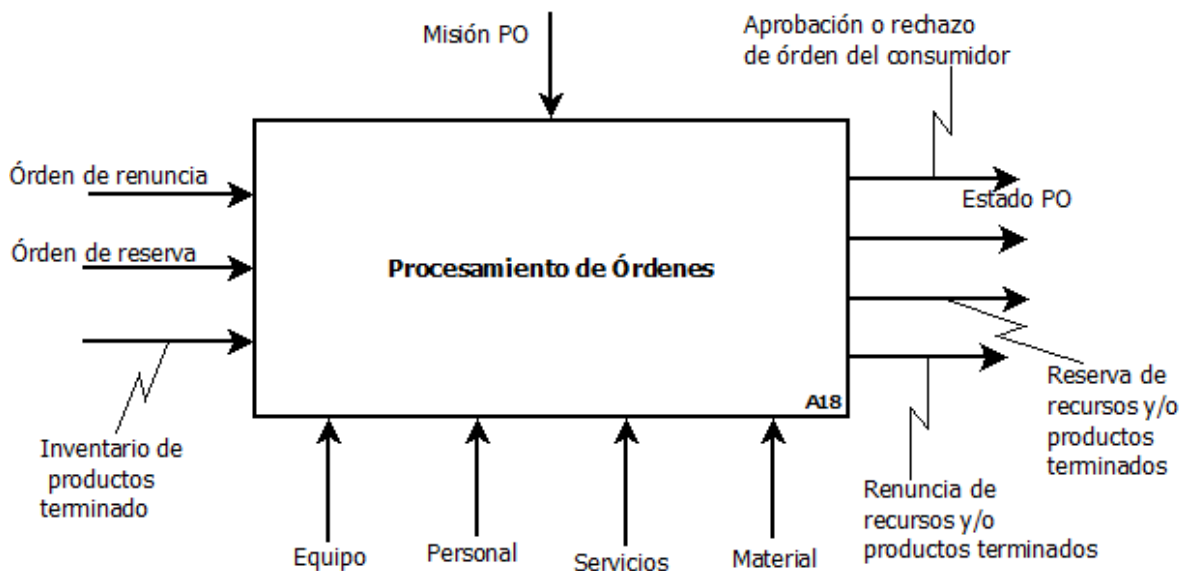 Misión PO
Aprobación o rechazo
de órden del consumidor
Órden de renuncia
Estado PO
Órden de reserva
Procesamiento de Órdenes
A18
Inventario de
productos
terminado
Reserva de
recursos y/o
productos
terminados
Renuncia de
recursos y/o
productos terminados
Equipo
Personal
Servicios
Material